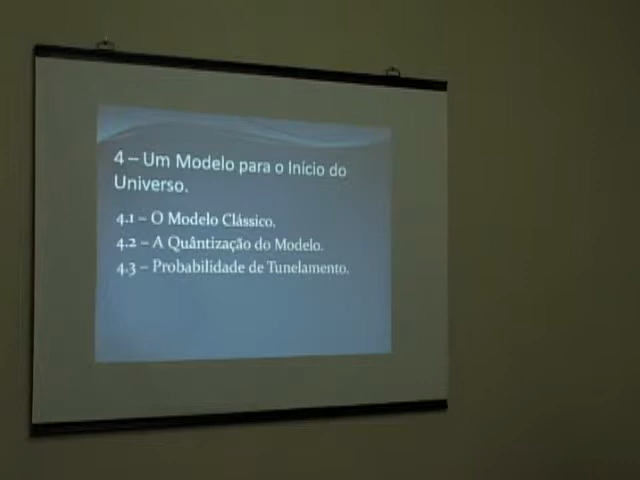 4 – Um Modelo para o Início do
Universo.
4.1 – O Modelo Clássico.
4.2 – A Quântização do Modelo.
4.3 – Probabilidade de Tunelamento.